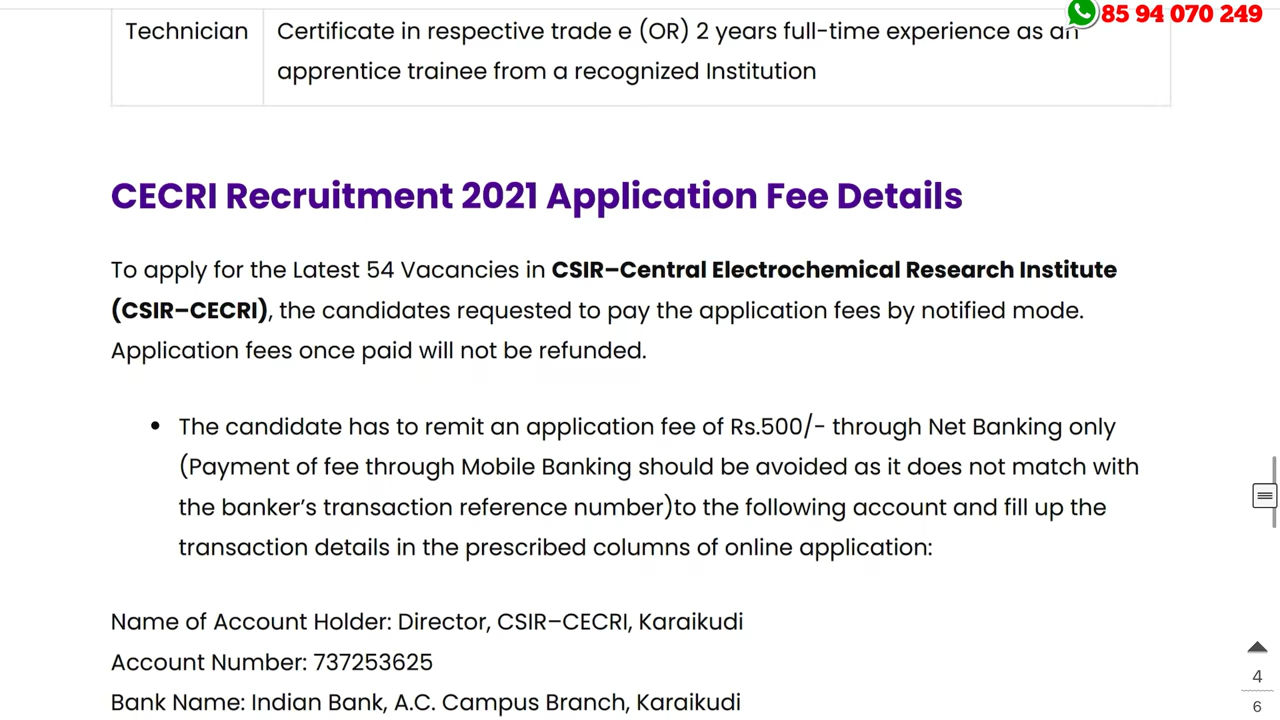 85 94 070 249
Technician
Certificate in respective trade e (OR) 2 years full-time experience as an
apprentice trainee from a recognized Institution
CECRI Recruitment 2021 Application Fee Details
To apply for the Latest 54 Vacancies in CSIR–Central Electrochemical Research Institute
(CSIR–CECRI), the candidates requested to pay the application fees by notified mode.
Application fees once paid will not be refunded.
• The candidate has to remit an application fee of Rs.500/- through Net Banking only
(Payment of fee through Mobile Banking should be avoided as it does not match with
the banker’s transaction reference number)to the following account and fill up the
transaction details in the prescribed columns of online application:
Name of Account Holder: Director, CSIR–CECRI, Karaikudi
Account Number: 737253625
Bank Name: Indian Bank, A.C. Campus Branch, Karaikudi
4
6